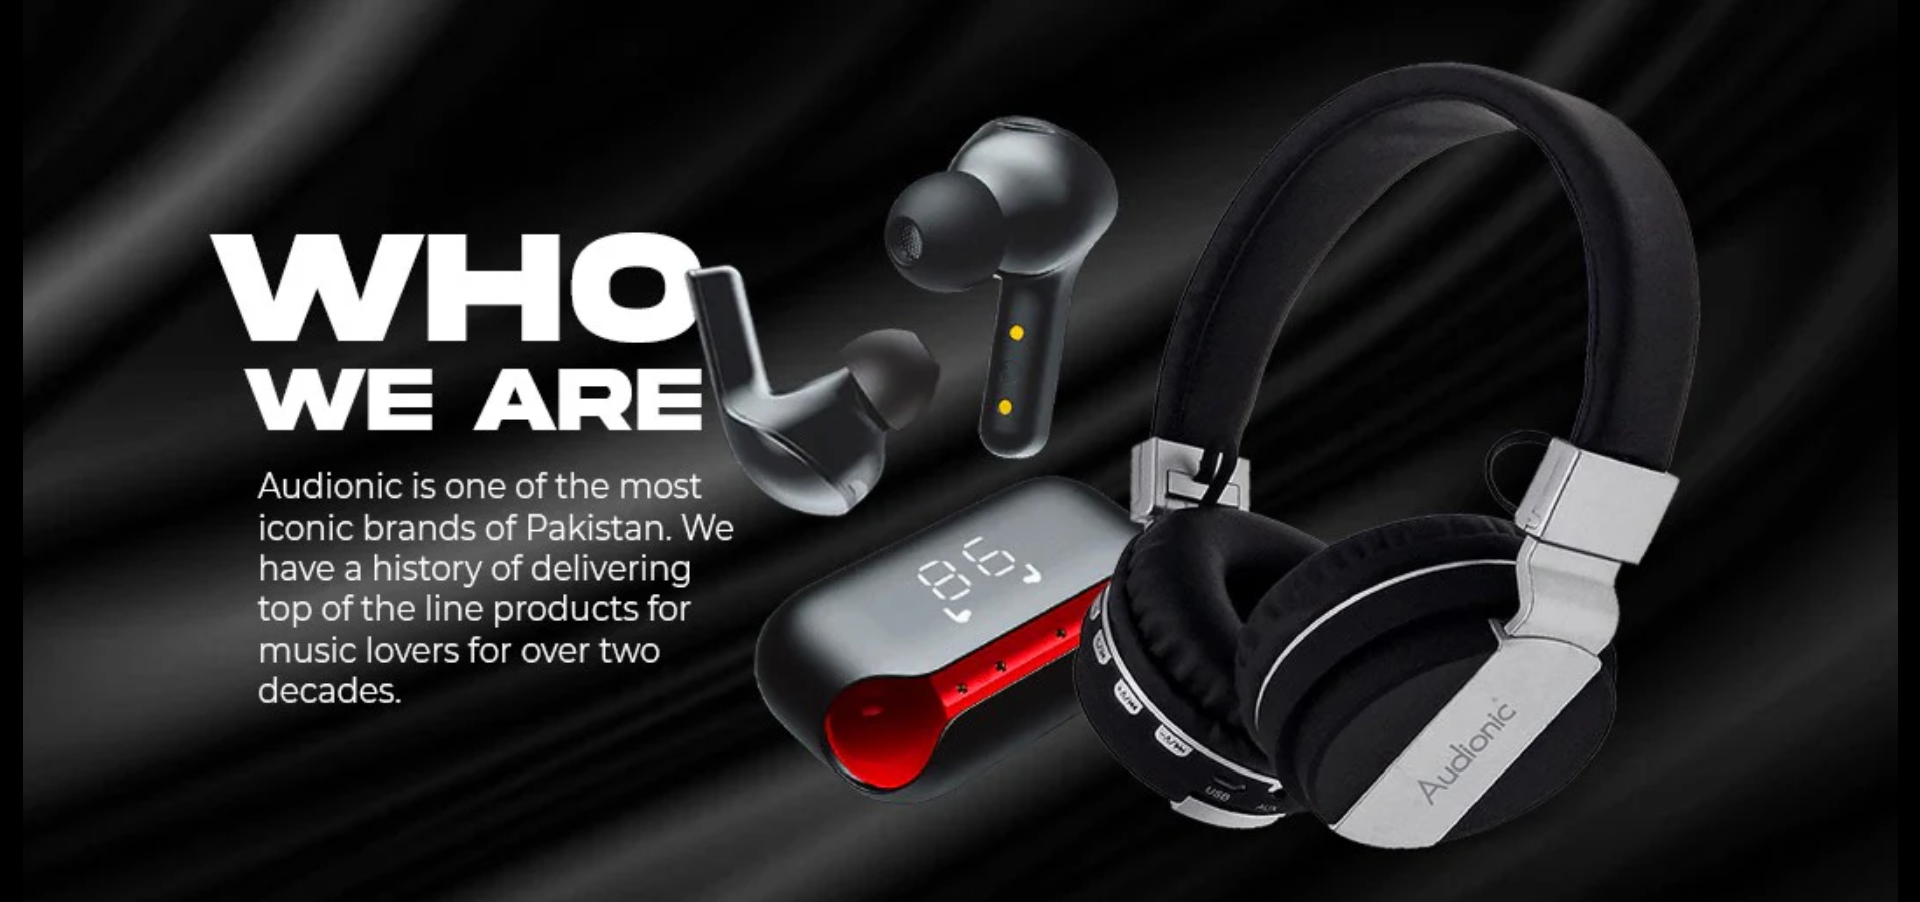 WHO
WE ARE
Audionic is one of the most
iconic brands of Pakistan. We
have a history of delivering
top of the line products for
music lovers for over two
decades.
Audionic
USB
AUX